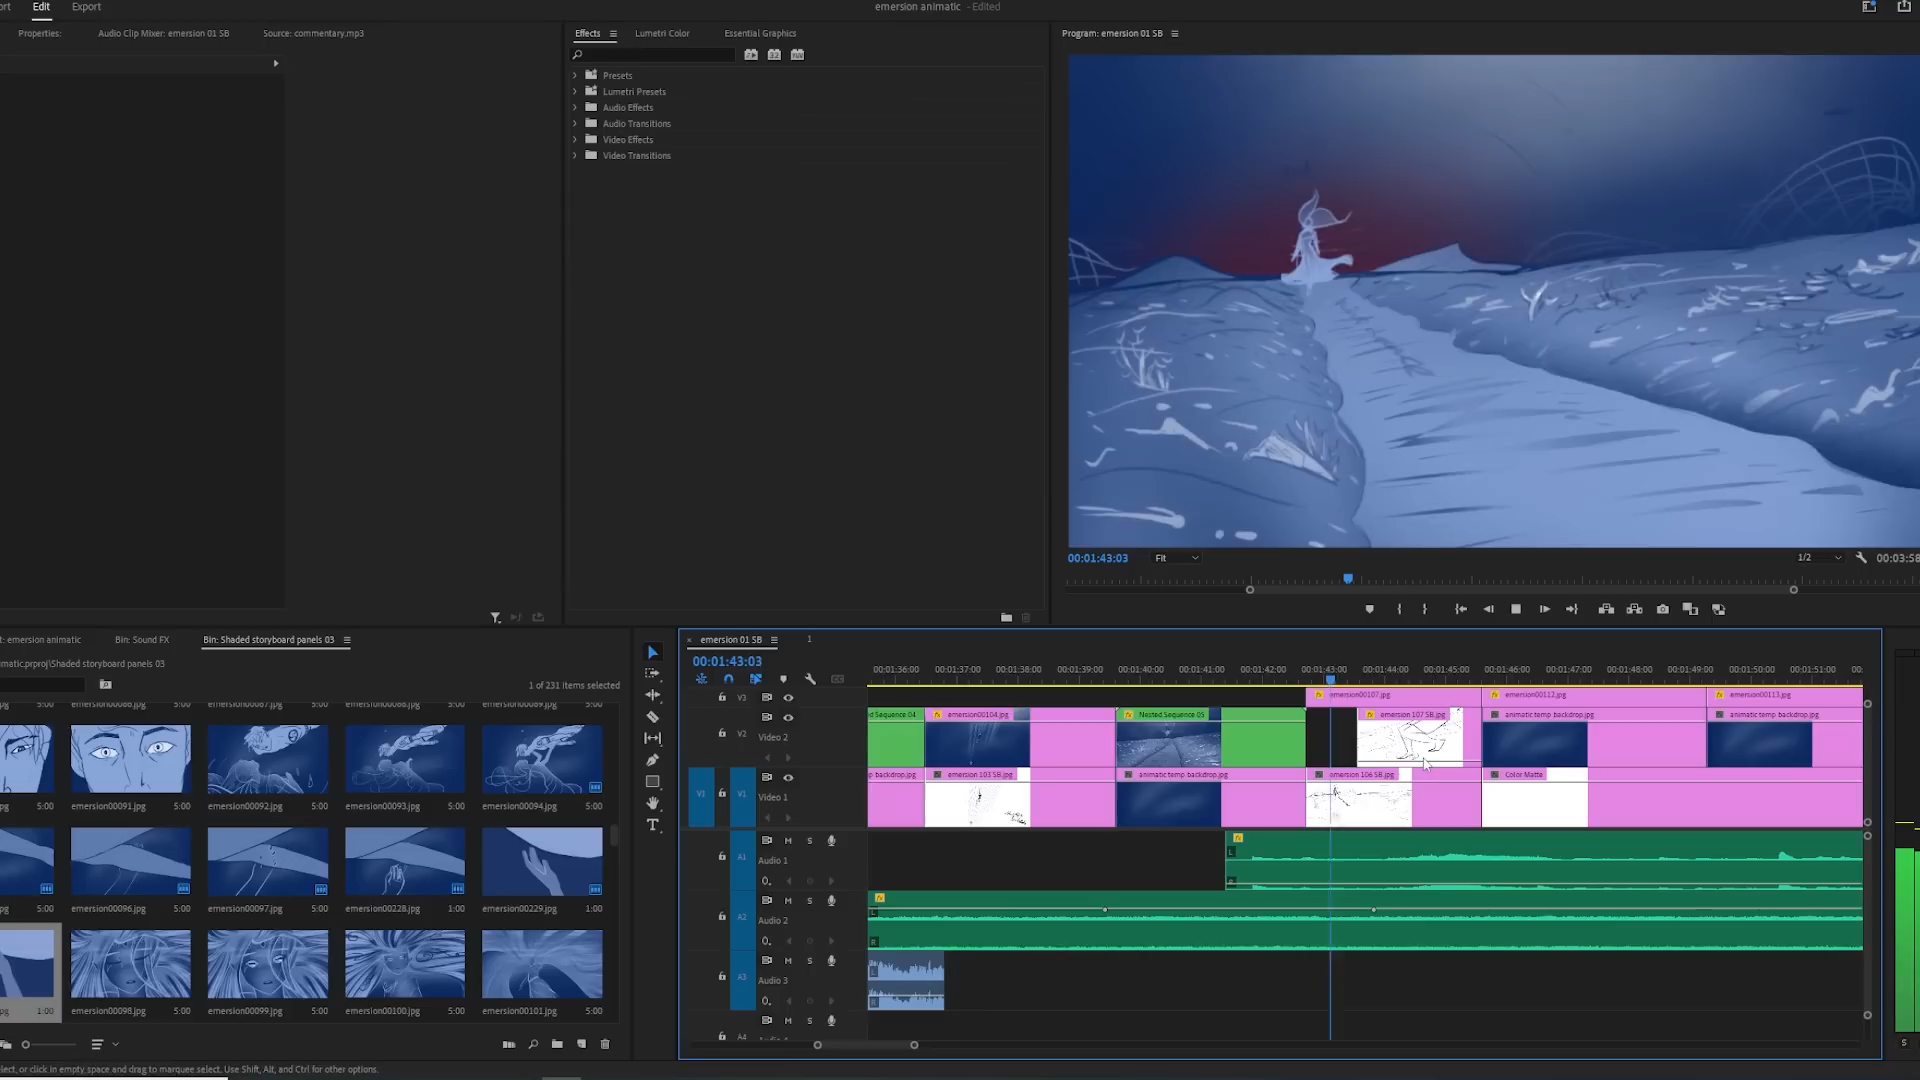 ort Edit Export
emersion animatic - Edited
Properties: Audio Clip Mixer: emersion 01 SB Source: commentary.mp3
Effects Lumetri Color Essential Graphics
Program: emersion 01 SB
Presets
Lumetri Presets
Audio Effects
Audio Transitions
Video Effects
Video Transitions
00:01:43:03 Fit 1/2 00:03:58
t: emersion animatic Bin: Sound FX Bin: Shaded storyboard panels 03
matic.prproj\Shaded storyboard panels 03
1 of 231 items selected
5:00 emersion00091.jpg 5:00 emersion00092.jpg 5:00 emersion00093.jpg 5:00 emersion00094.jpg 5:00
5:00 emersion00096.jpg 5:00 emersion00097.jpg 5:00 emersion00228.jpg 1:00 emersion00229.jpg 1:00
pg 1:00 emersion00098.jpg 5:00 emersion00099.jpg 5:00 emersion00100.jpg 5:00 emersion00101.jpg 5:00
elect, or click in empty space and drag to marquee select. Use Shift, Alt, and Ctrl for other options.
emersion 01 SB 1
00:01:43:03
00:01:36:00 00:01:37:00 00:01:38:00 00:01:39:00 00:01:40:00 00:01:41:00 00:01:42:00 00:01:43:00 00:01:44:00 00:01:45:00 00:01:46:00 00:01:47:00 00:01:48:00 00:01:49:00 00:01:50:00 00:01:51:00 00:
V3 emersion00107.jpg emersion00112.jpg emersion00113.jpg
d Sequence 04 emersion00104.jpg Nested Sequence 05 emersion 107 SB.jpg animatic temp backdrop.jpg animatic temp backdrop.jpg
V2 Video 2
p backdrop.jpg emersion 103 SB.jpg animatic temp backdrop.jpg emersion 106 SB.jpg Color Matte
V1 V1 Video 1
M S
A1 Audio 1
L
R
0.
M S
A2 Audio 2
L
R
0.
M S
A3 Audio 3
L
R
0.
M S
A4
S